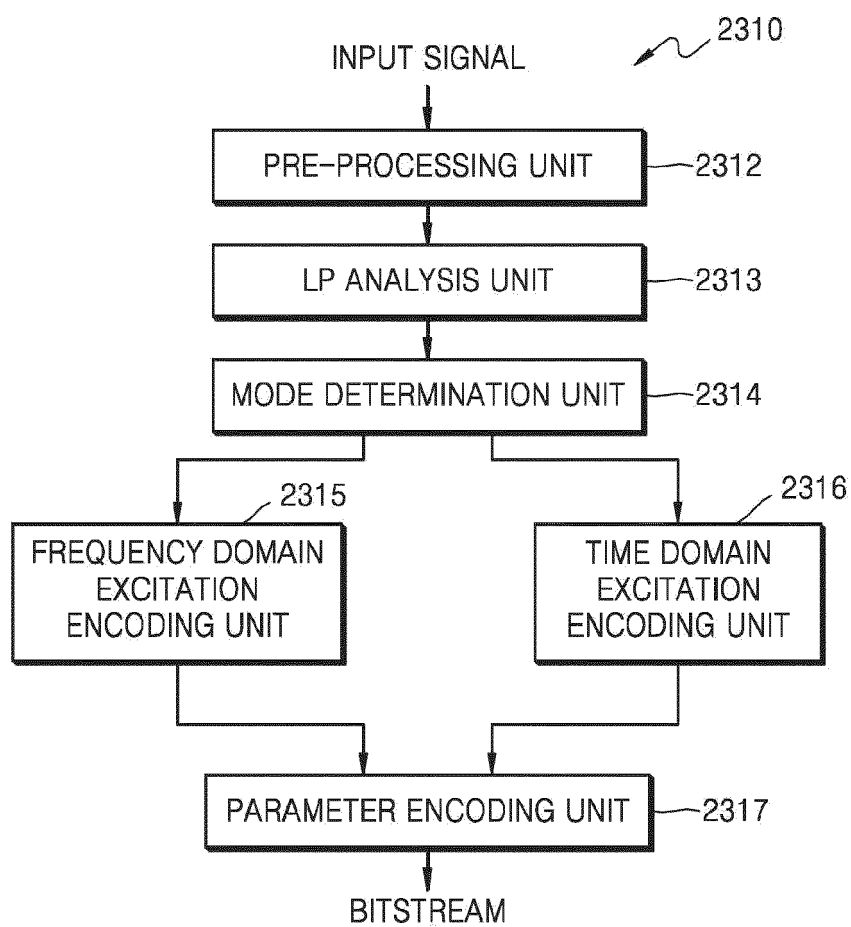 2310
INPUT SIGNAL
PRE-PROCESSING UNIT
2312
LP ANALYSIS UNIT
2313
MODE DETERMINATION UNIT
2314
2315
2316
FREQUENCY DOMAIN
EXCITATION
ENCODING UNIT
TIME DOMAIN
EXCITATION
ENCODING UNIT
PARAMETER ENCODING UNIT
2317
BITSTREAM